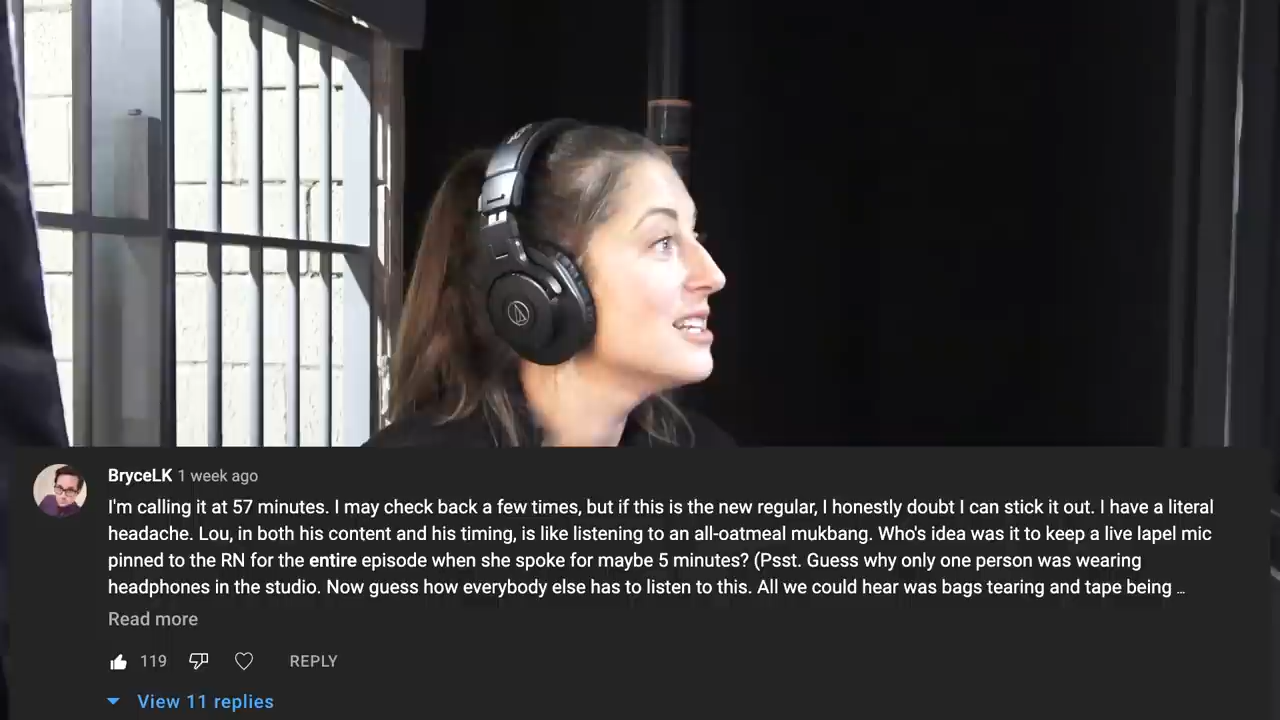 BryceLK 1 week ago
I'm calling it at 57 minutes. I may check back a few times, but if this is the new regular, I honestly doubt I can stick it out. I have a literal
headache. Lou, in both his content and his timing, is like listening to an all-oatmeal mukbang. Who's idea was it to keep a live lapel mic
pinned to the RN for the entire episode when she spoke for maybe 5 minutes? (Psst. Guess why only one person was wearing
headphones in the studio. Now guess how everybody else has to listen to this. All we could hear was bags tearing and tape being ...
Read more
119 REPLY
View 11 replies